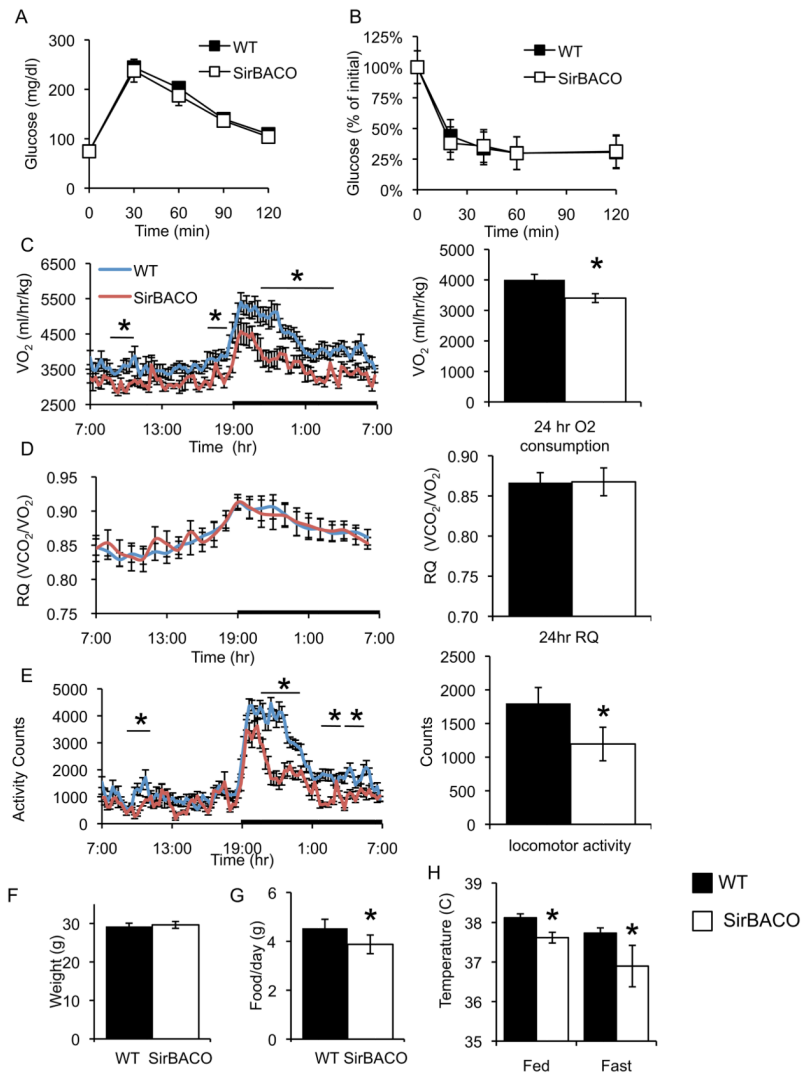 A
300
200
100
0
Glucose (mg/dl)
WT
SirBACO
0 30 60 90 120
Time (min)
B
125%
100%
75%
50%
25%
0%
Glucose (% of initial)
WT
SirBACO
0 30 60 90 120
Time (min)
C
6500
5500
4500
3500
2500
VO2 (ml/hr/kg)
WT
SirBACO
* * *
7:00 13:00 19:00 1:00 7:00
Time (hr)
5000
4000
3000
2000
1000
0
VO2 (ml/hr/kg)
*
24 hr O2
consumption
D
0.95
0.90
0.85
0.80
0.75
RQ (VCO2/VO2)
7:00 13:00 19:00 1:00 7:00
Time (hr)
0.90
0.85
0.80
0.75
0.70
RQ (VCO2/VO2)
24hr RQ
E
5000
4000
3000
2000
1000
0
Activity Counts
* * * *
7:00 13:00 19:00 1:00 7:00
Time (hr)
2500
2000
1500
1000
500
0
Counts
*
locomotor activity
F
30
20
10
0
Weight (g)
WT SirBACO
G
6
4
2
0
Food/day (g)
*
WT SirBACO
H
39
38
37
36
35
Temperature (C)
* *
Fed Fast
WT
SirBACO